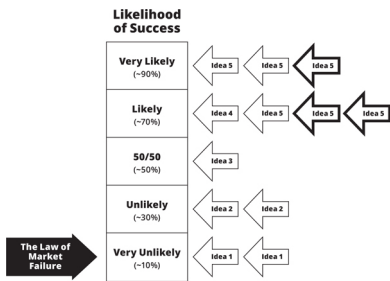 Likelihood
of Success
Very Likely
(~90%)
Idea 5 Idea 5 Idea 5
Likely
(~70%)
Idea 4 Idea 5 Idea 5 Idea 5
50/50
(~50%)
Idea 3
Unlikely
(~30%)
Idea 2 Idea 2
The Law of
Market
Failure
Very Unlikely
(~10%)
Idea 1 Idea 1